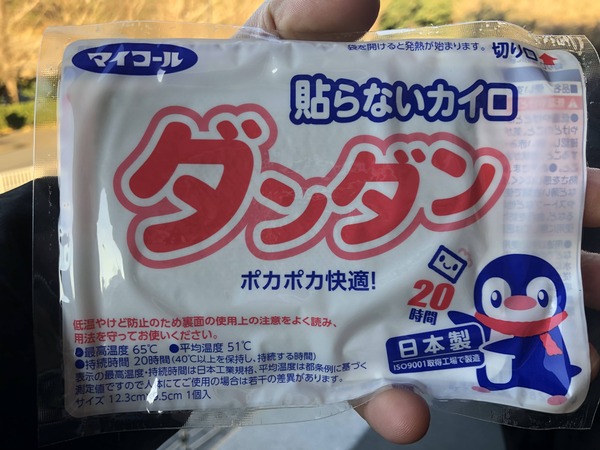 袋を開けると発熱が始まります。 切り口
マイコール
貼らないカイロ
ダンダン
ポカポカ快適!
20
時間
低温やけど防止のため裏面の使用上の注意をよく読み、
用法を守ってお使いください。
●最高温度 65℃ ●平均温度 51℃
●持続時間 20時間(40℃以上を保持し、持続する時間)
表示の最高温度・持続時間は日本工業規格、平均温度は都条例に基づく
測定値ですので人体にてご使用の場合は若干の差異があります。
サイズ 12.3cm 9.5cm 1個入
日本製
ISO9001取得工場で製造